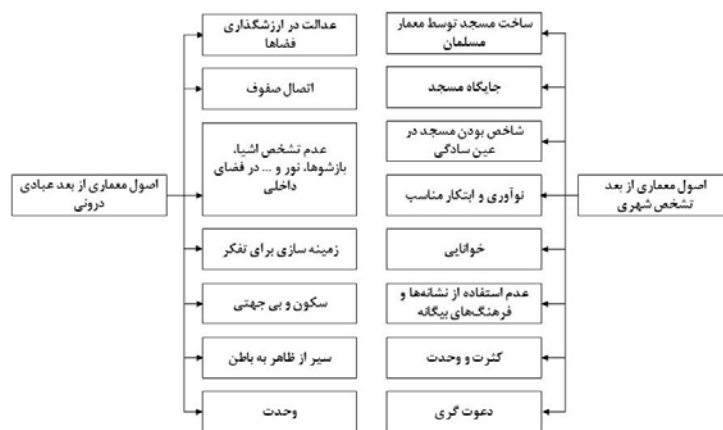 ساخت مسجد توسط معمار
مسلمان
جایگاه مسجد
شاخص بودن مسجد در
عین سادگی
اصول معماری از بعد
تشخص شهری
نوآوری و ابتکار مناسب
خوانایی
عدم استفاده از نشانه‌ها و
فرهنگ‌های بیگانه
کثرت و وحدت
دعوت گری
عدالت در ارزشگذاری
فضاها
اتصال صفوف
عدم تشخص اشیا،
بازشوها، نور و ... در فضای
داخلی
اصول معماری از بعد عبادی
درونی
زمینه سازی برای تفکر
سکون و بی جهتی
سیر از ظاهر به باطن
وحدت